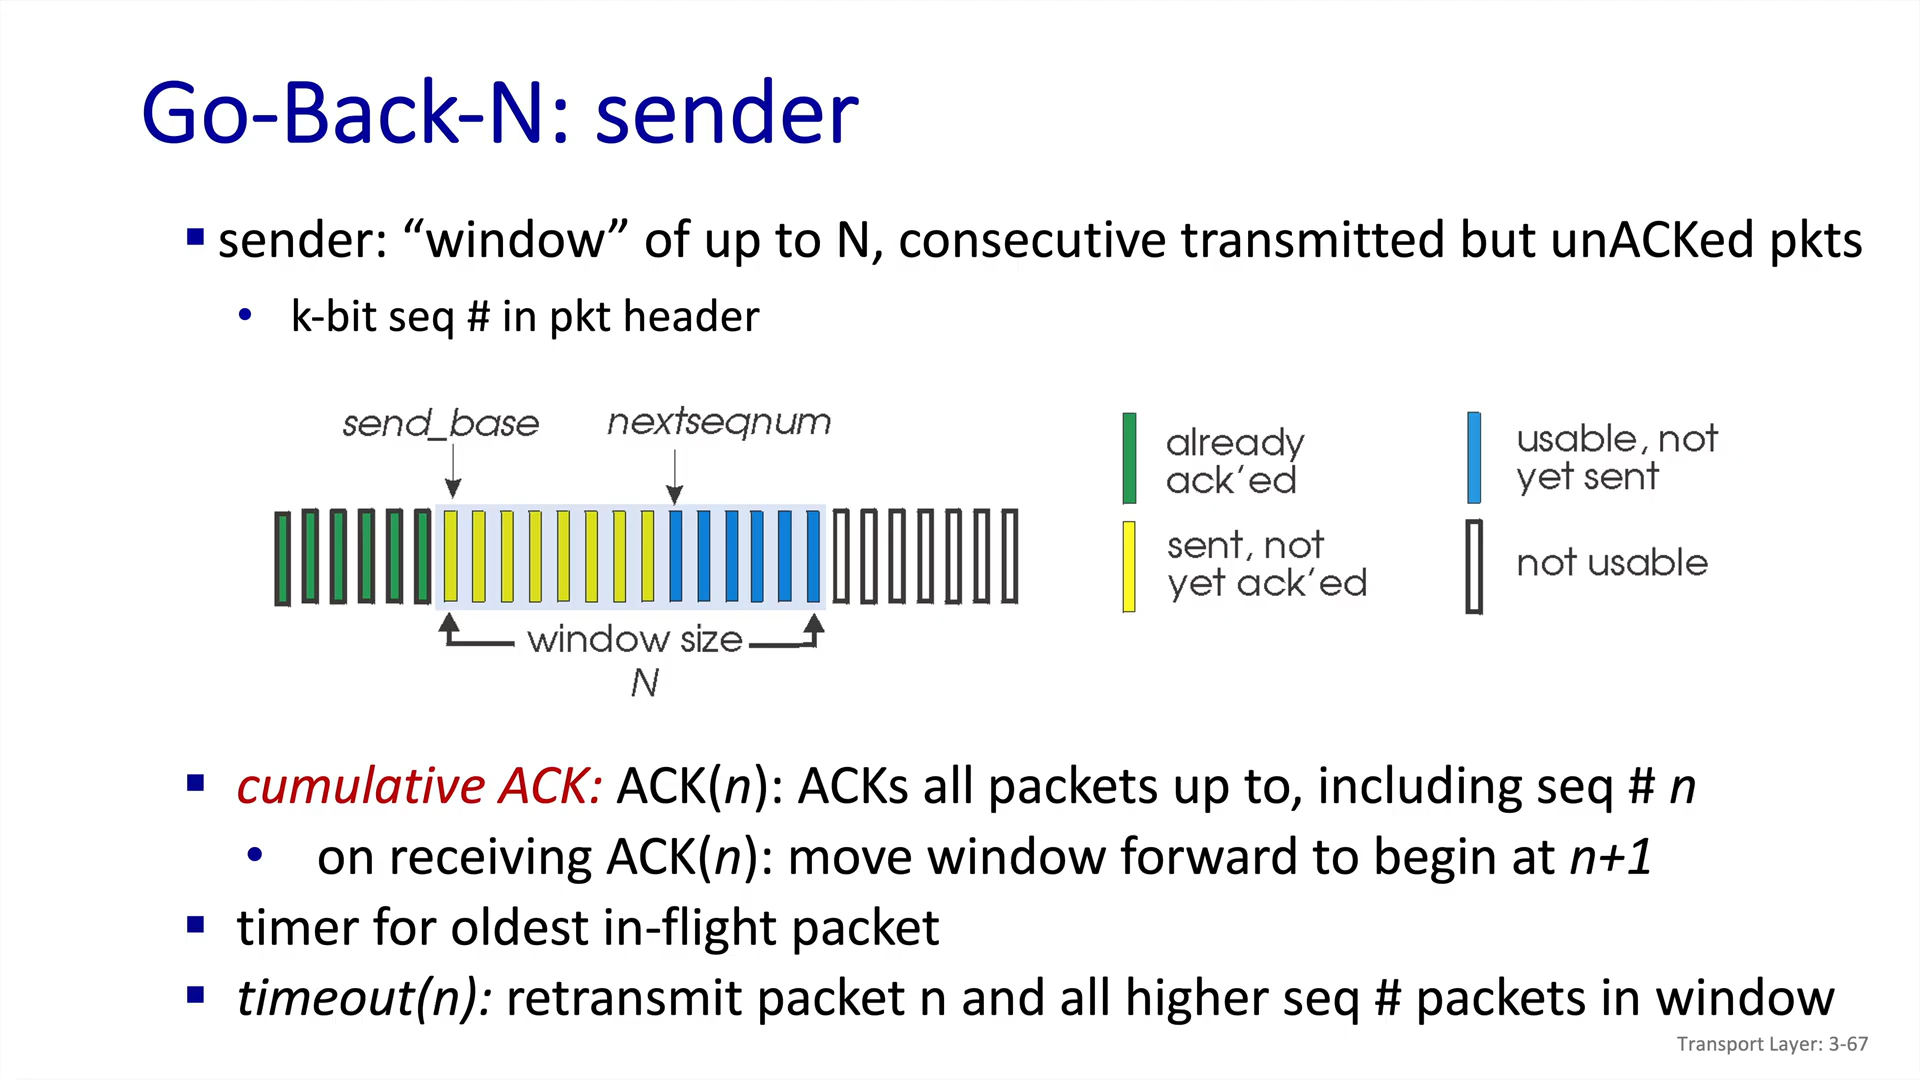 Go-Back-N: sender
▪ sender: “window” of up to N, consecutive transmitted but unACKed pkts
• k-bit seq # in pkt header
send_base
nextseqnum
already
ack’ed
usable, not
yet sent
sent, not
yet ack’ed
not usable
window size
N
▪ cumulative ACK: ACK(n): ACKs all packets up to, including seq # n
• on receiving ACK(n): move window forward to begin at n+1
▪ timer for oldest in-flight packet
▪ timeout(n): retransmit packet n and all higher seq # packets in window
Transport Layer: 3-67